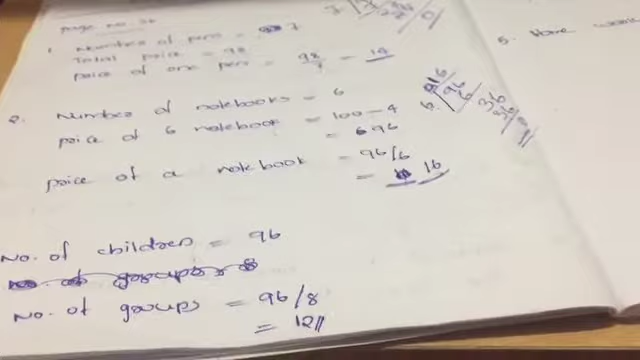 page no.
1. Number of pens = 7
Total price = 98
price of one pen = 98/7 = 14
2. Number of notebooks = 6
price of 6 notebook = 100-4
= 96
price of a notebook = 96/6
= 16
No. of children = 96
No. of groups = 96/8
= 12
5. Home